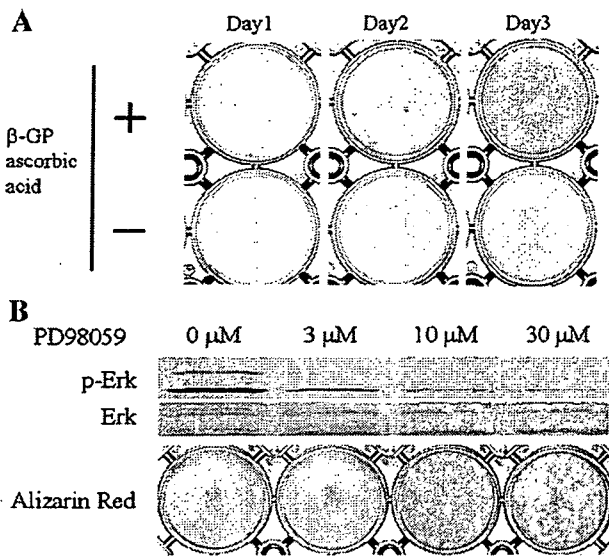 A
Day1 Day2 Day3
+
β-GP
ascorbic
acid
−
B
PD98059 0 μM 3 μM 10 μM 30 μM
p-Erk
Erk
Alizarin Red